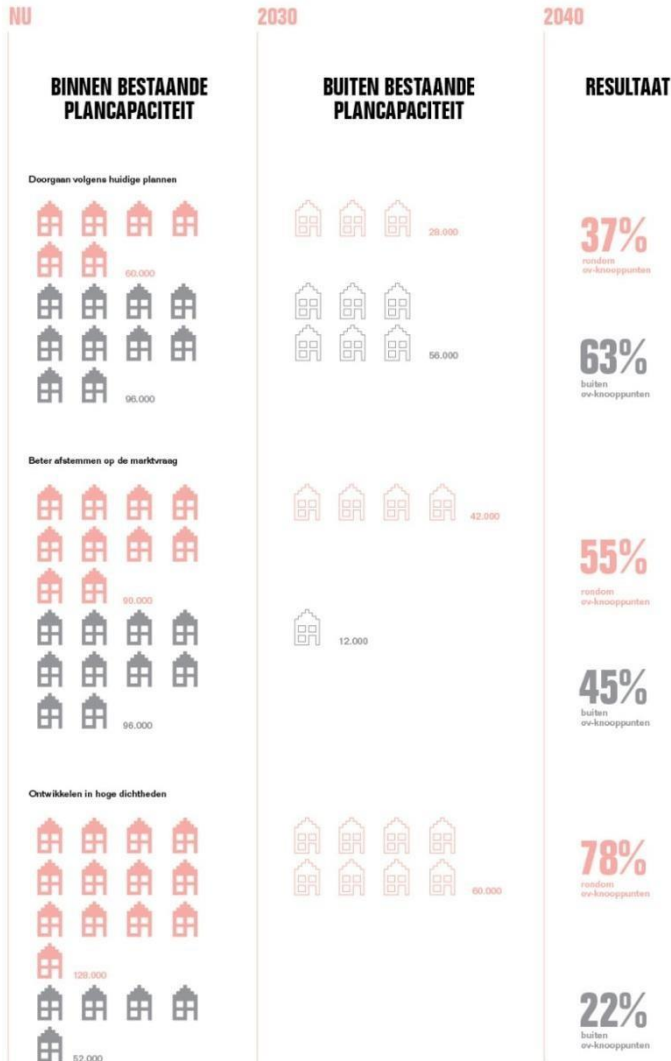 NU
2030
2040
BINNEN BESTAANDE
PLANCAPACITEIT
BUITEN BESTAANDE
PLANCAPACITEIT
RESULTAAT
Doorgaan volgens huidige plannen
60.000
28.000
37%
rondom
ov-knooppunten
96.000
56.000
63%
buiten
ov-knooppunten
Beter afstemmen op de marktvraag
90.000
42.000
55%
rondom
ov-knooppunten
96.000
12.000
45%
buiten
ov-knooppunten
Ontwikkelen in hoge dichtheden
129.000
60.000
78%
rondom
ov-knooppunten
52.000
22%
buiten
ov-knooppunten